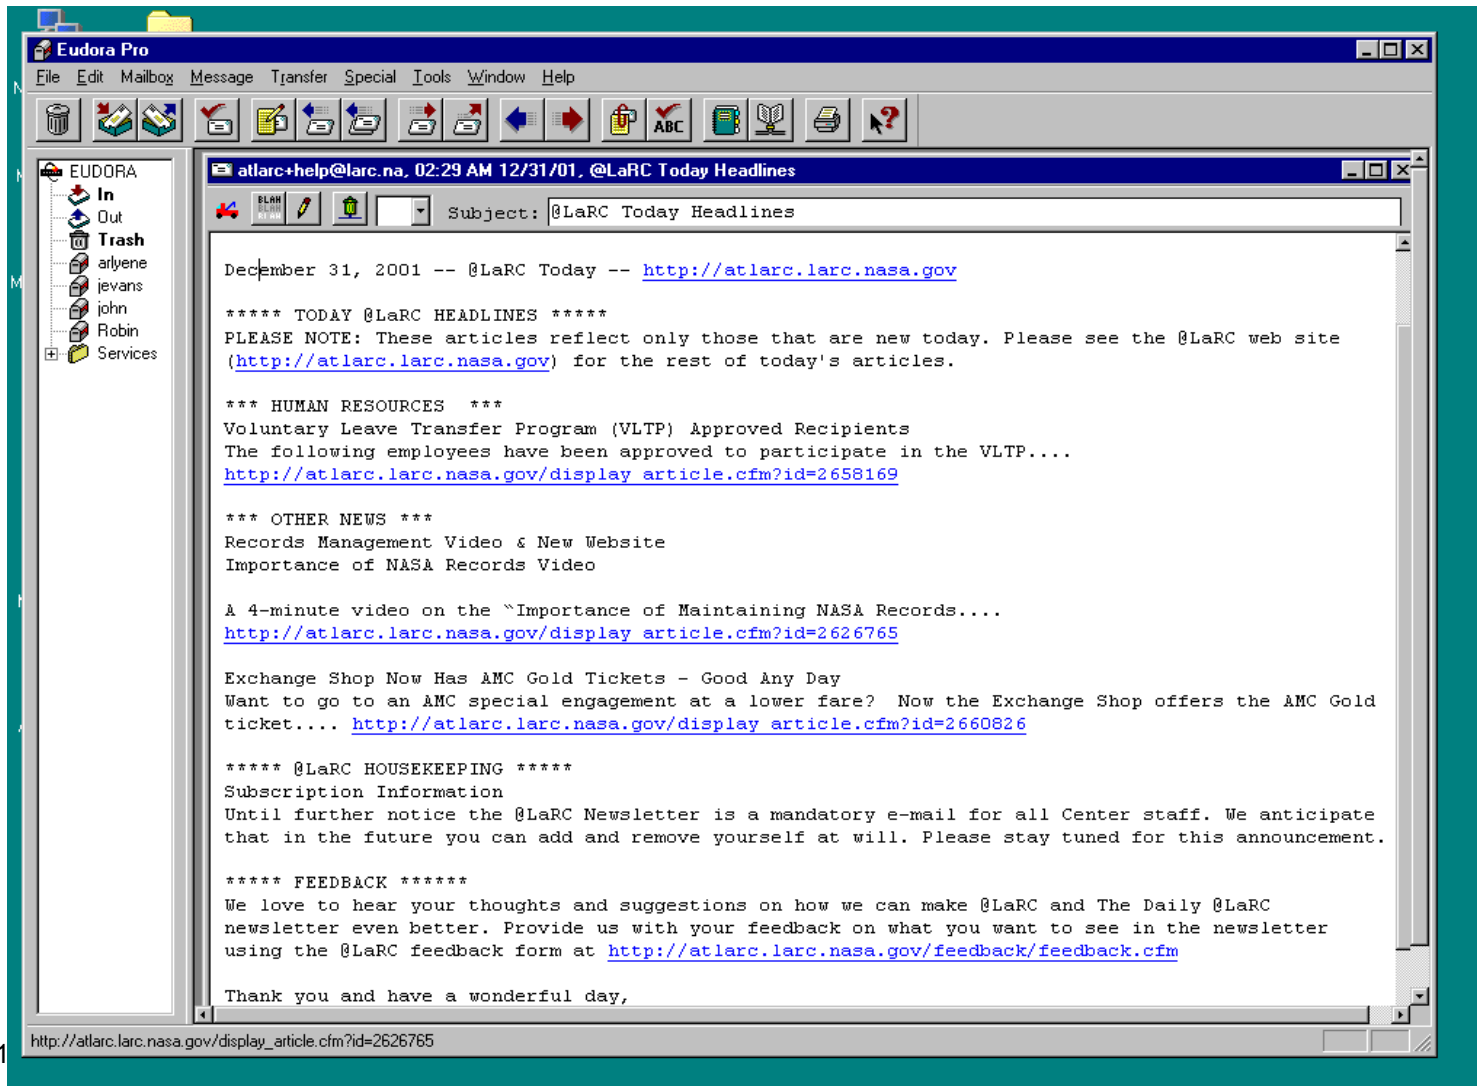 Eudora Pro
File Edit Mailbox Message Transfer Special Tools Window Help
ABC
EUDORA
In
Out
Trash
arlyene
jevans
john
Robin
Services
atlarc+help@larc.na, 02:29 AM 12/31/01, @LaRC Today Headlines
BLAH
BLAH
BLAH
Subject: @LaRC Today Headlines
December 31, 2001 -- @LaRC Today -- http://atlarc.larc.nasa.gov
***** TODAY @LaRC HEADLINES *****
PLEASE NOTE: These articles reflect only those that are new today. Please see the @LaRC web site
(http://atlarc.larc.nasa.gov) for the rest of today's articles.
*** HUMAN RESOURCES  ***
Voluntary Leave Transfer Program (VLTP) Approved Recipients
The following employees have been approved to participate in the VLTP....
http://atlarc.larc.nasa.gov/display_article.cfm?id=2658169
*** OTHER NEWS ***
Records Management Video & New Website
Importance of NASA Records Video
A 4-minute video on the `Importance of Maintaining NASA Records....
http://atlarc.larc.nasa.gov/display_article.cfm?id=2626765
Exchange Shop Now Has AMC Gold Tickets - Good Any Day
Want to go to an AMC special engagement at a lower fare?  Now the Exchange Shop offers the AMC Gold
ticket.... http://atlarc.larc.nasa.gov/display_article.cfm?id=2660826
***** @LaRC HOUSEKEEPING *****
Subscription Information
Until further notice the @LaRC Newsletter is a mandatory e-mail for all Center staff. We anticipate
that in the future you can add and remove yourself at will. Please stay tuned for this announcement.
***** FEEDBACK ******
We love to hear your thoughts and suggestions on how we can make @LaRC and The Daily @LaRC
newsletter even better. Provide us with your feedback on what you want to see in the newsletter
using the @LaRC feedback form at http://atlarc.larc.nasa.gov/feedback/feedback.cfm
Thank you and have a wonderful day,
http://atlarc.larc.nasa.gov/display_article.cfm?id=2626765
1